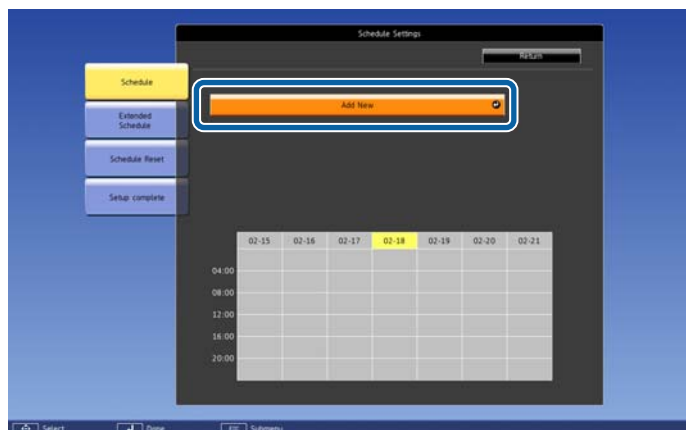 Schedule Settings
Return
Schedule
Add New
Extended
Schedule
Schedule Reset
Setup complete
02-15 02-16 02-17 02-18 02-19 02-20 02-21
04:00
08:00
12:00
16:00
20:00
Select Done Submenu